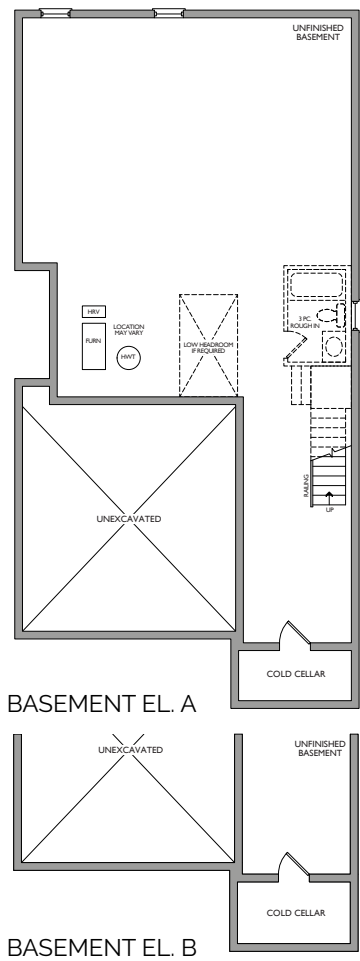 UNFINISHED
BASEMENT
HRV
LOCATION
MAY VARY
FURN
HWT
LOW HEADROOM
IF REQUIRED
3 PC.
ROUGH IN
RAILING
UP
UNEXCAVATED
COLD CELLAR
BASEMENT EL. A
UNEXCAVATED
UNFINISHED
BASEMENT
COLD CELLAR
BASEMENT EL. B